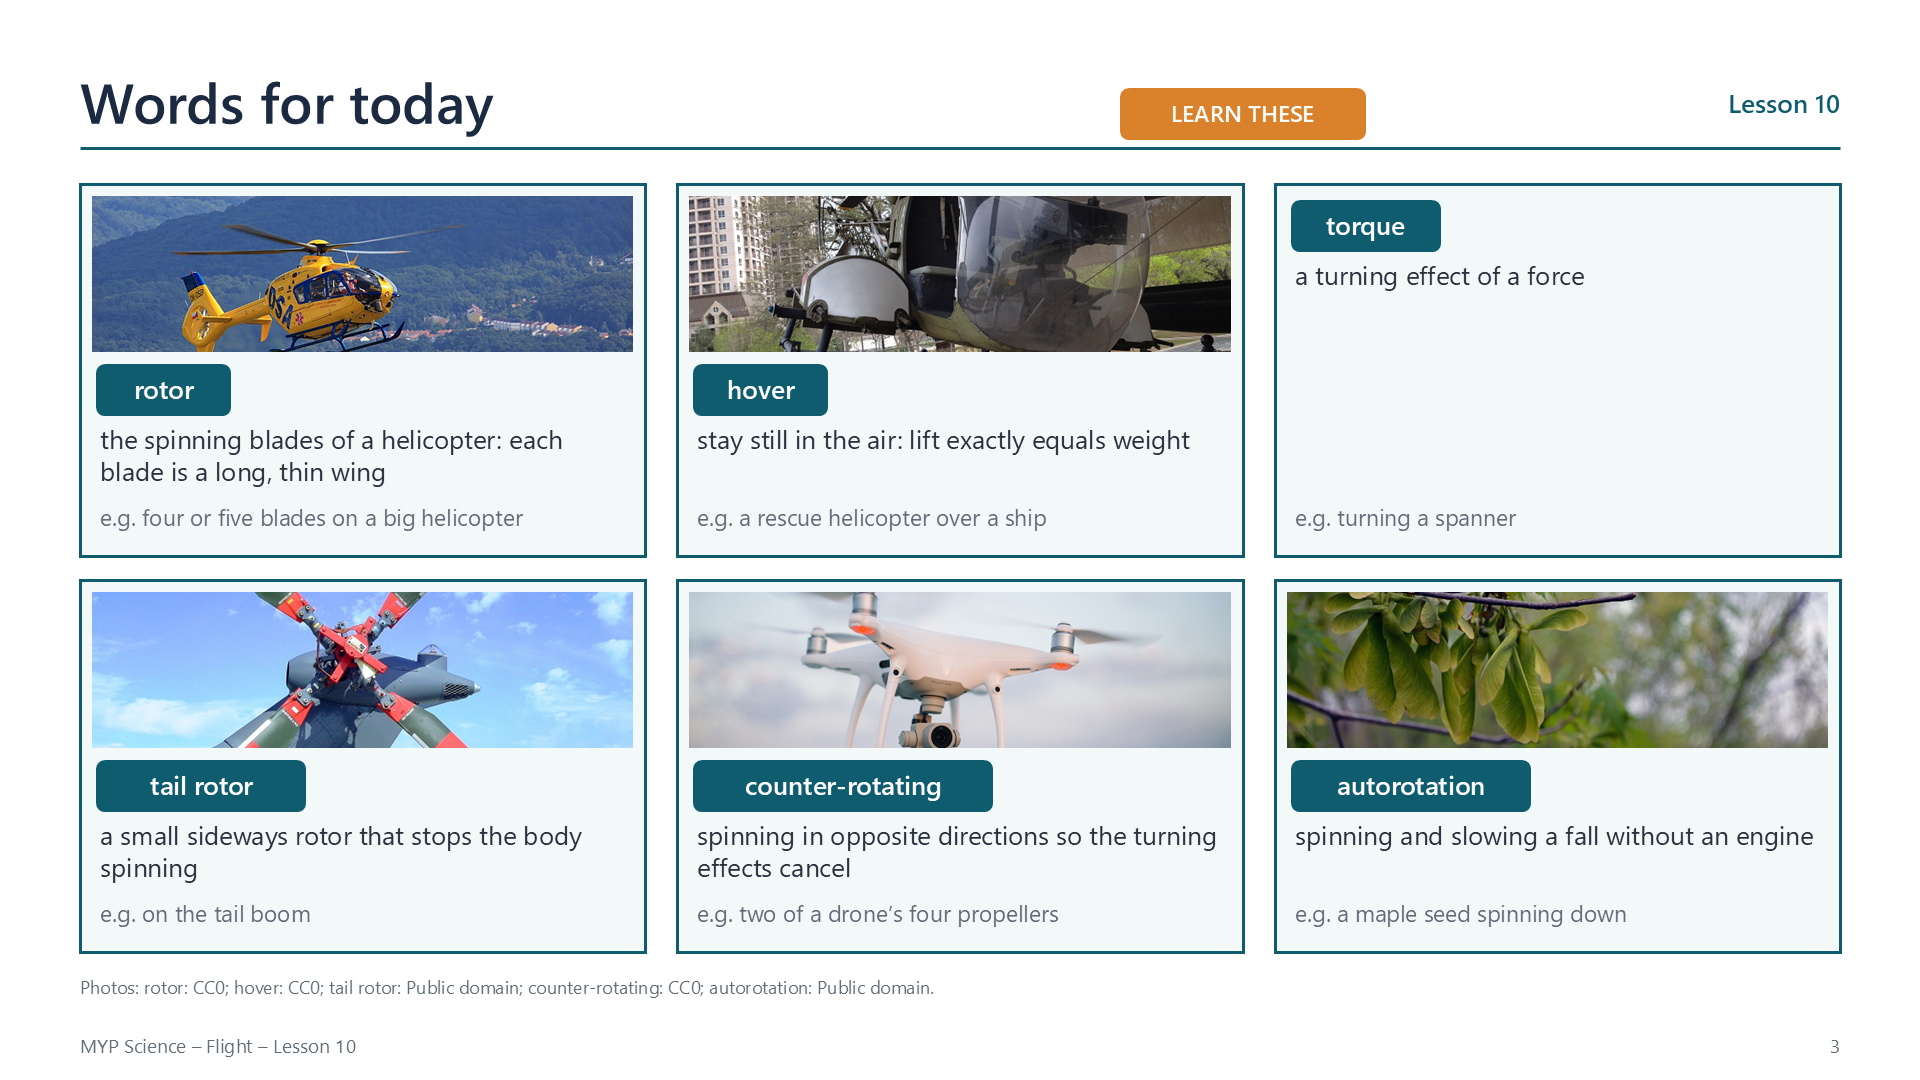 Words for today
LEARN THESE
Lesson 10
rotor
the spinning blades of a helicopter: each
blade is a long, thin wing
e.g. four or five blades on a big helicopter
hover
stay still in the air: lift exactly equals weight
e.g. a rescue helicopter over a ship
torque
a turning effect of a force
e.g. turning a spanner
tail rotor
a small sideways rotor that stops the body
spinning
e.g. on the tail boom
counter-rotating
spinning in opposite directions so the turning
effects cancel
e.g. two of a drone’s four propellers
autorotation
spinning and slowing a fall without an engine
e.g. a maple seed spinning down
Photos: rotor: CC0; hover: CC0; tail rotor: Public domain; counter-rotating: CC0; autorotation: Public domain.
MYP Science – Flight – Lesson 10
3